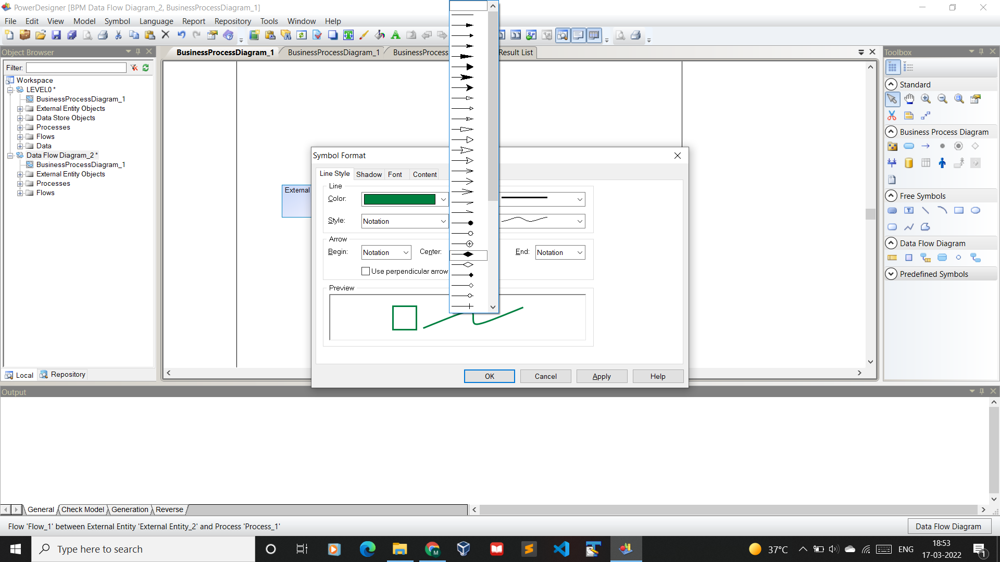 PowerDesigner [BPM Data Flow Diagram_2, BusinessProcessDiagram_1]
File Edit View Model Symbol Language Report Repository Tools Window Help
Object Browser
BusinessProcessDiagram_1 BusinessProcessDiagram_1 BusinessProcess Result List
Toolbox
Filter:
Workspace
LEVEL0 *
BusinessProcessDiagram_1
External Entity Objects
Data Store Objects
Processes
Flows
Data
Data Flow Diagram_2 *
BusinessProcessDiagram_1
External Entity Objects
Processes
Flows
Local Repository
External
Symbol Format
Line Style Shadow Font Content
Line
Color:
Style: Notation
Arrow
Begin: Notation Center: End: Notation
Use perpendicular arrow
Preview
OK Cancel Apply Help
Standard
Business Process Diagram
Free Symbols
Data Flow Diagram
Predefined Symbols
Output
General Check Model Generation Reverse
Flow 'Flow_1' between External Entity 'External Entity_2' and Process 'Process_1'
Data Flow Diagram
Type here to search
M
37°C ENG
18:53
17-03-2022
1